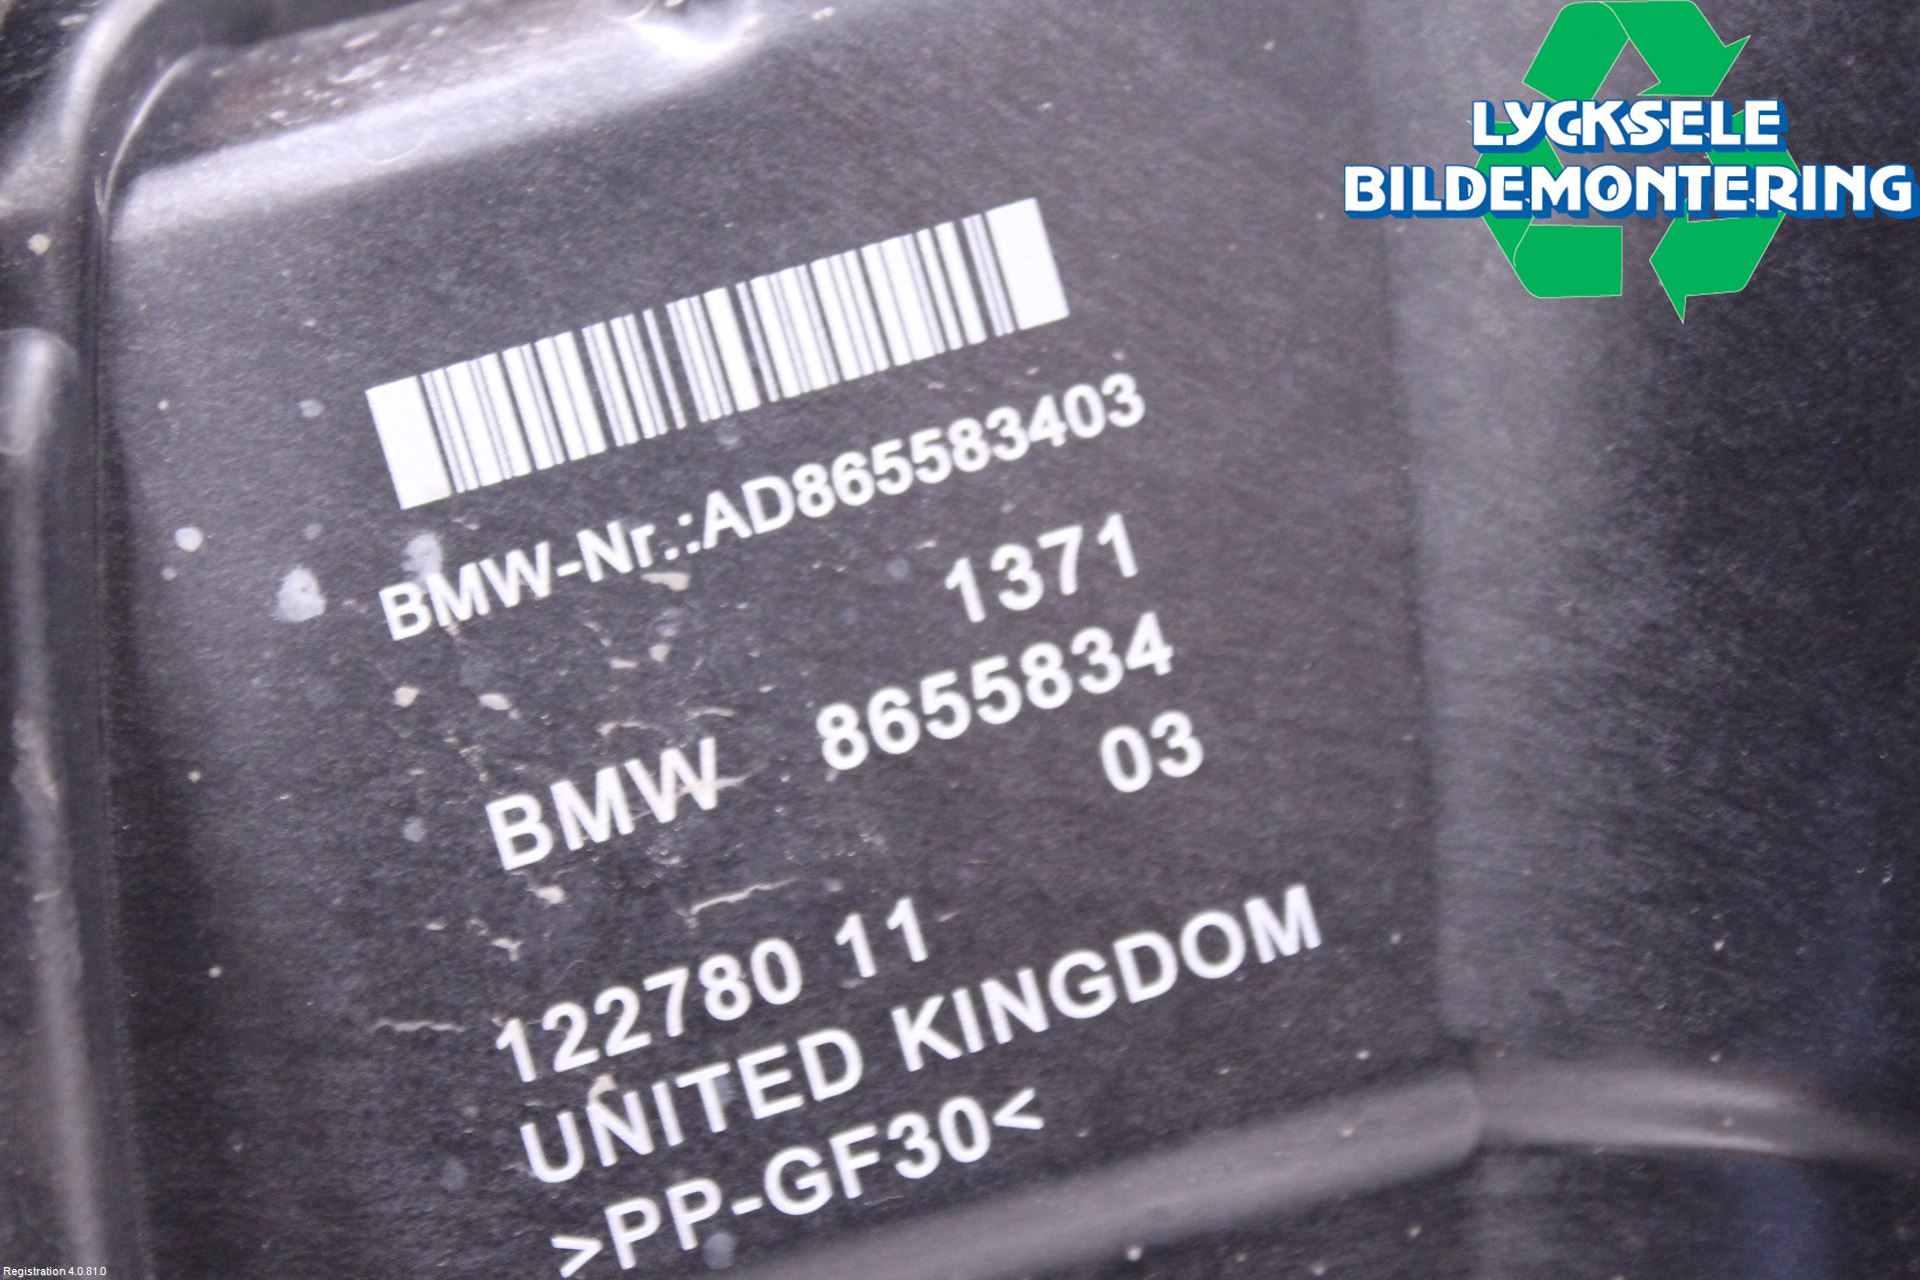 LYCKSELE
BILDEMONTERING
BMW-Nr.:AD865583403
1371
BMW 8655834
03
122780 11
UNITED KINGDOM
>PP-GF30<
Registration 4.0.81.0